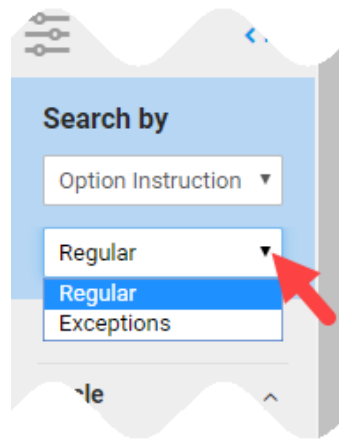 Search by
Option Instruction
Regular
Regular
Exceptions